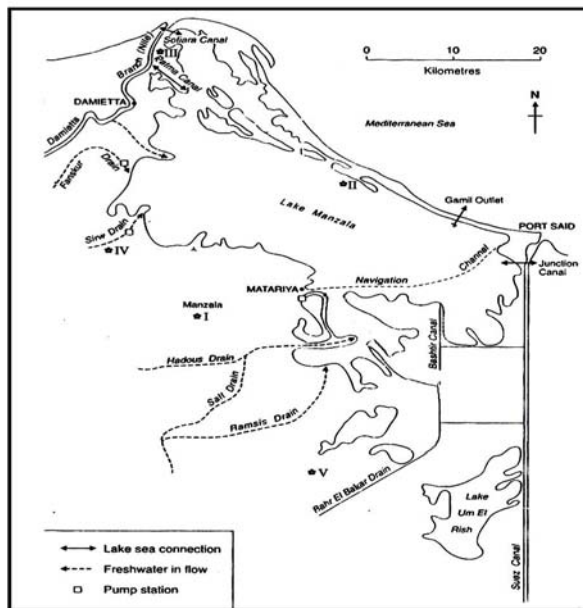 Sofiara Canal
III
Ratma Canal
Branch (Nile)
DAMIETTA
Damietta
0 10 20
Kilometres
N
Mediterranean Sea
Faraskur
Drain
II
Gamil Outlet
PORT SAID
Lake Manzala
Sirw Drain
IV
Junction
Canal
Channel
Navigation
MATARIYA
Manzala
I
Bashtir Canal
Hadous Drain
Salt Drain
Ramsis Drain
V
Bahr El Bakar Drain
Lake
Um El
Rish
Suez Canal
Lake sea connection
Freshwater in flow
Pump station